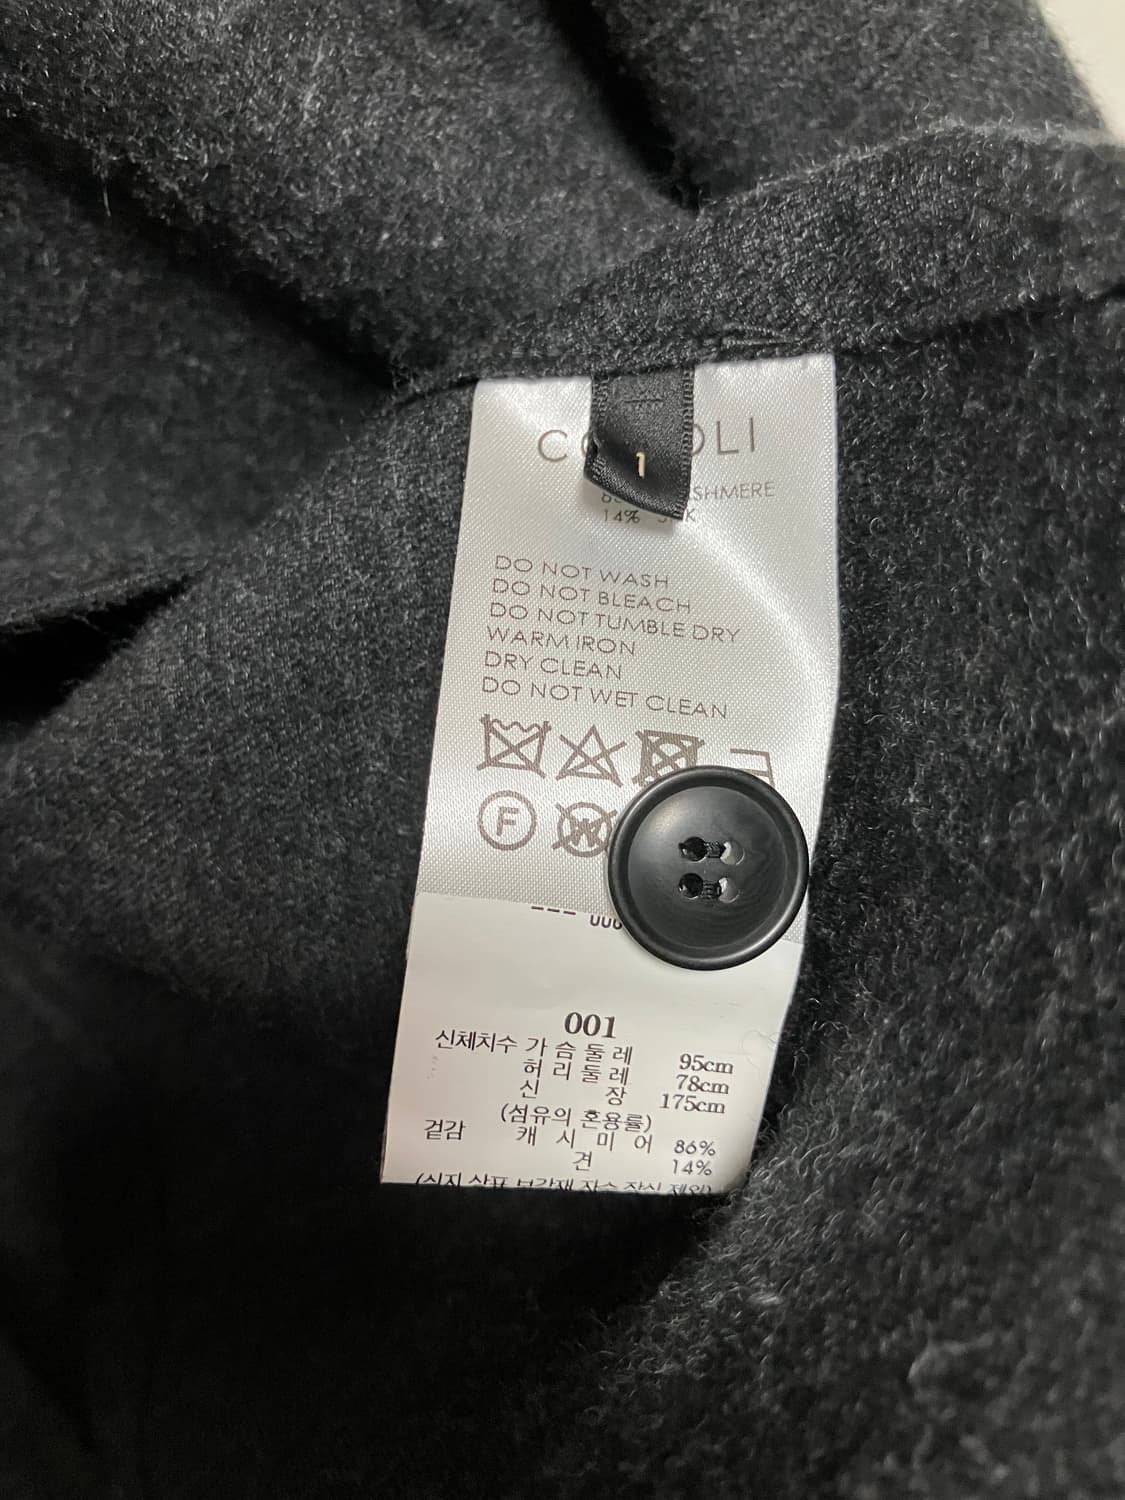 1
14%
DO NOT WASH
DO NOT BLEACH
DO NOT TUMBLE DRY
WARM IRON
DRY CLEAN
DO NOT WET CLEAN
F
W
001
신체치수 가슴둘레 95cm
허리둘레 78cm
신장 175cm
(섬유의 혼용률)
겉감 캐시미어 86%
견 14%